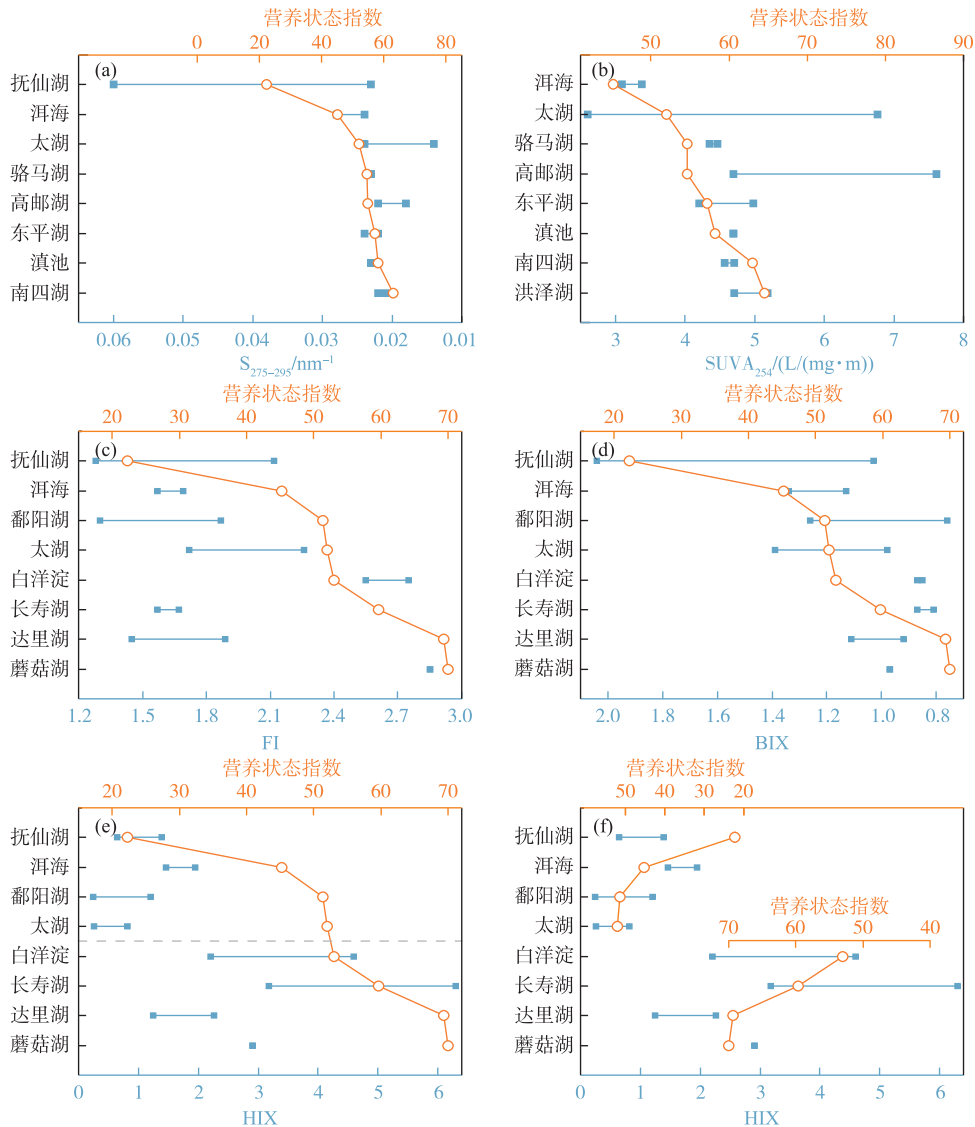 营养状态指数
0 20 40 60 80
(a)
抚仙湖
洱海
太湖
骆马湖
高邮湖
东平湖
滇池
南四湖
0.06 0.05 0.04 0.03 0.02 0.01
S275-295/nm⁻¹
营养状态指数
52 60 65 79 86 90
(b)
洱海
太湖
骆马湖
高邮湖
东平湖
滇池
南四湖
洪泽湖
3 4 5 6 7 8
SUVA254/(L/(mg·m))
营养状态指数
20 30 40 50 60 70
(c)
抚仙湖
洱海
鄱阳湖
太湖
白洋淀
长寿湖
达里湖
蘑菇湖
1.2 1.5 1.8 2.1 2.4 2.7 3.0
FI
营养状态指数
20 30 40 50 60 70
(d)
抚仙湖
洱海
鄱阳湖
太湖
白洋淀
长寿湖
达里湖
蘑菇湖
2.0 1.8 1.6 1.4 1.2 1.0 0.8
BIX
营养状态指数
20 30 40 50 60 70
(e)
抚仙湖
洱海
鄱阳湖
太湖
白洋淀
长寿湖
达里湖
蘑菇湖
0 1 2 3 4 5 6
HIX
营养状态指数
50 40 30 20
(f)
抚仙湖
洱海
鄱阳湖
太湖
营养状态指数
70 60 50 40
白洋淀
长寿湖
达里湖
蘑菇湖
0 1 2 3 4 5 6
HIX